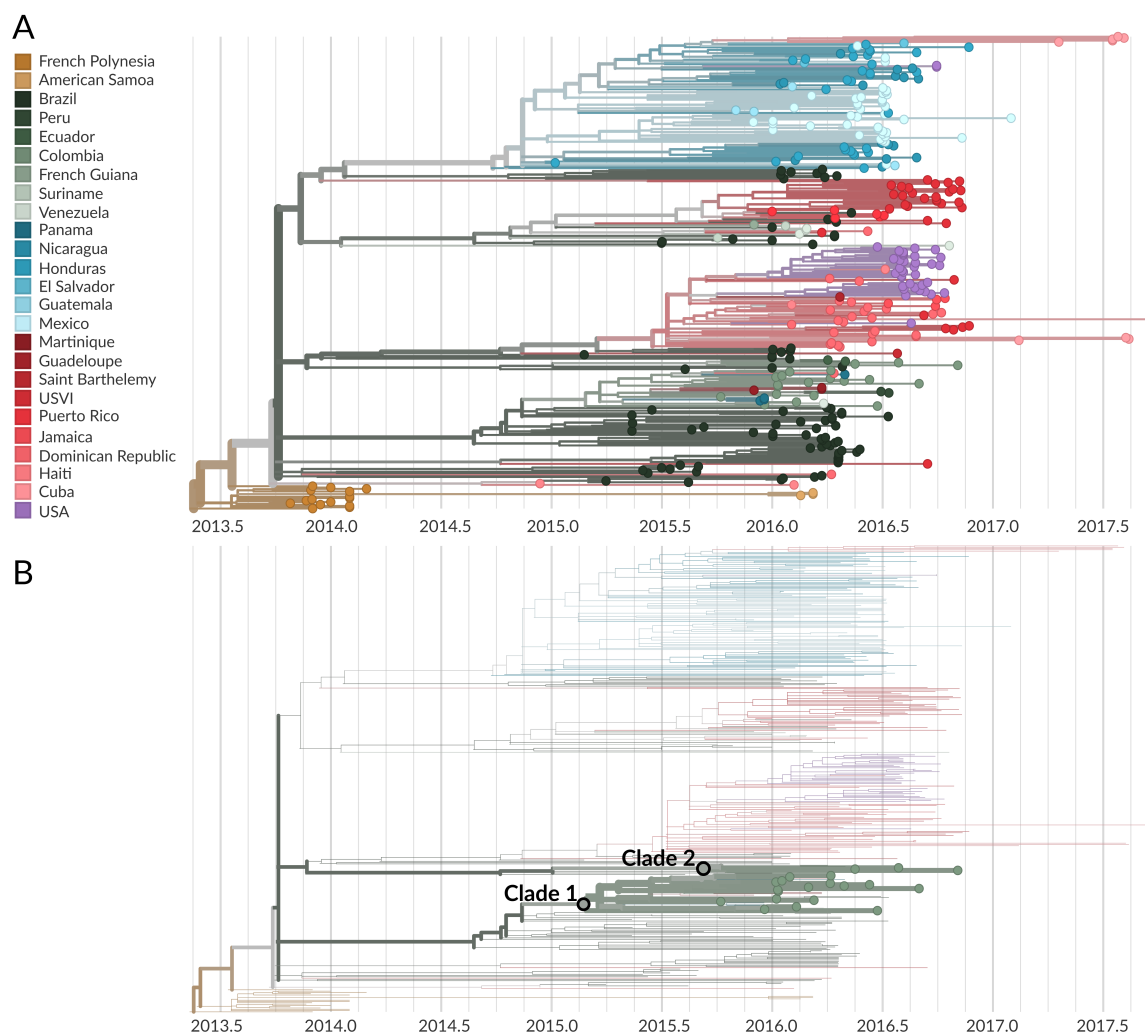 A
French Polynesia
American Samoa
Brazil
Peru
Ecuador
Colombia
French Guiana
Suriname
Venezuela
Panama
Nicaragua
Honduras
El Salvador
Guatemala
Mexico
Martinique
Guadeloupe
Saint Barthelemy
USVI
Puerto Rico
Jamaica
Dominican Republic
Haiti
Cuba
USA
2013.5 2014.0 2014.5 2015.0 2015.5 2016.0 2016.5 2017.0 2017.5
B
Clade 2
Clade 1
2013.5 2014.0 2014.5 2015.0 2015.5 2016.0 2016.5 2017.0 2017.5